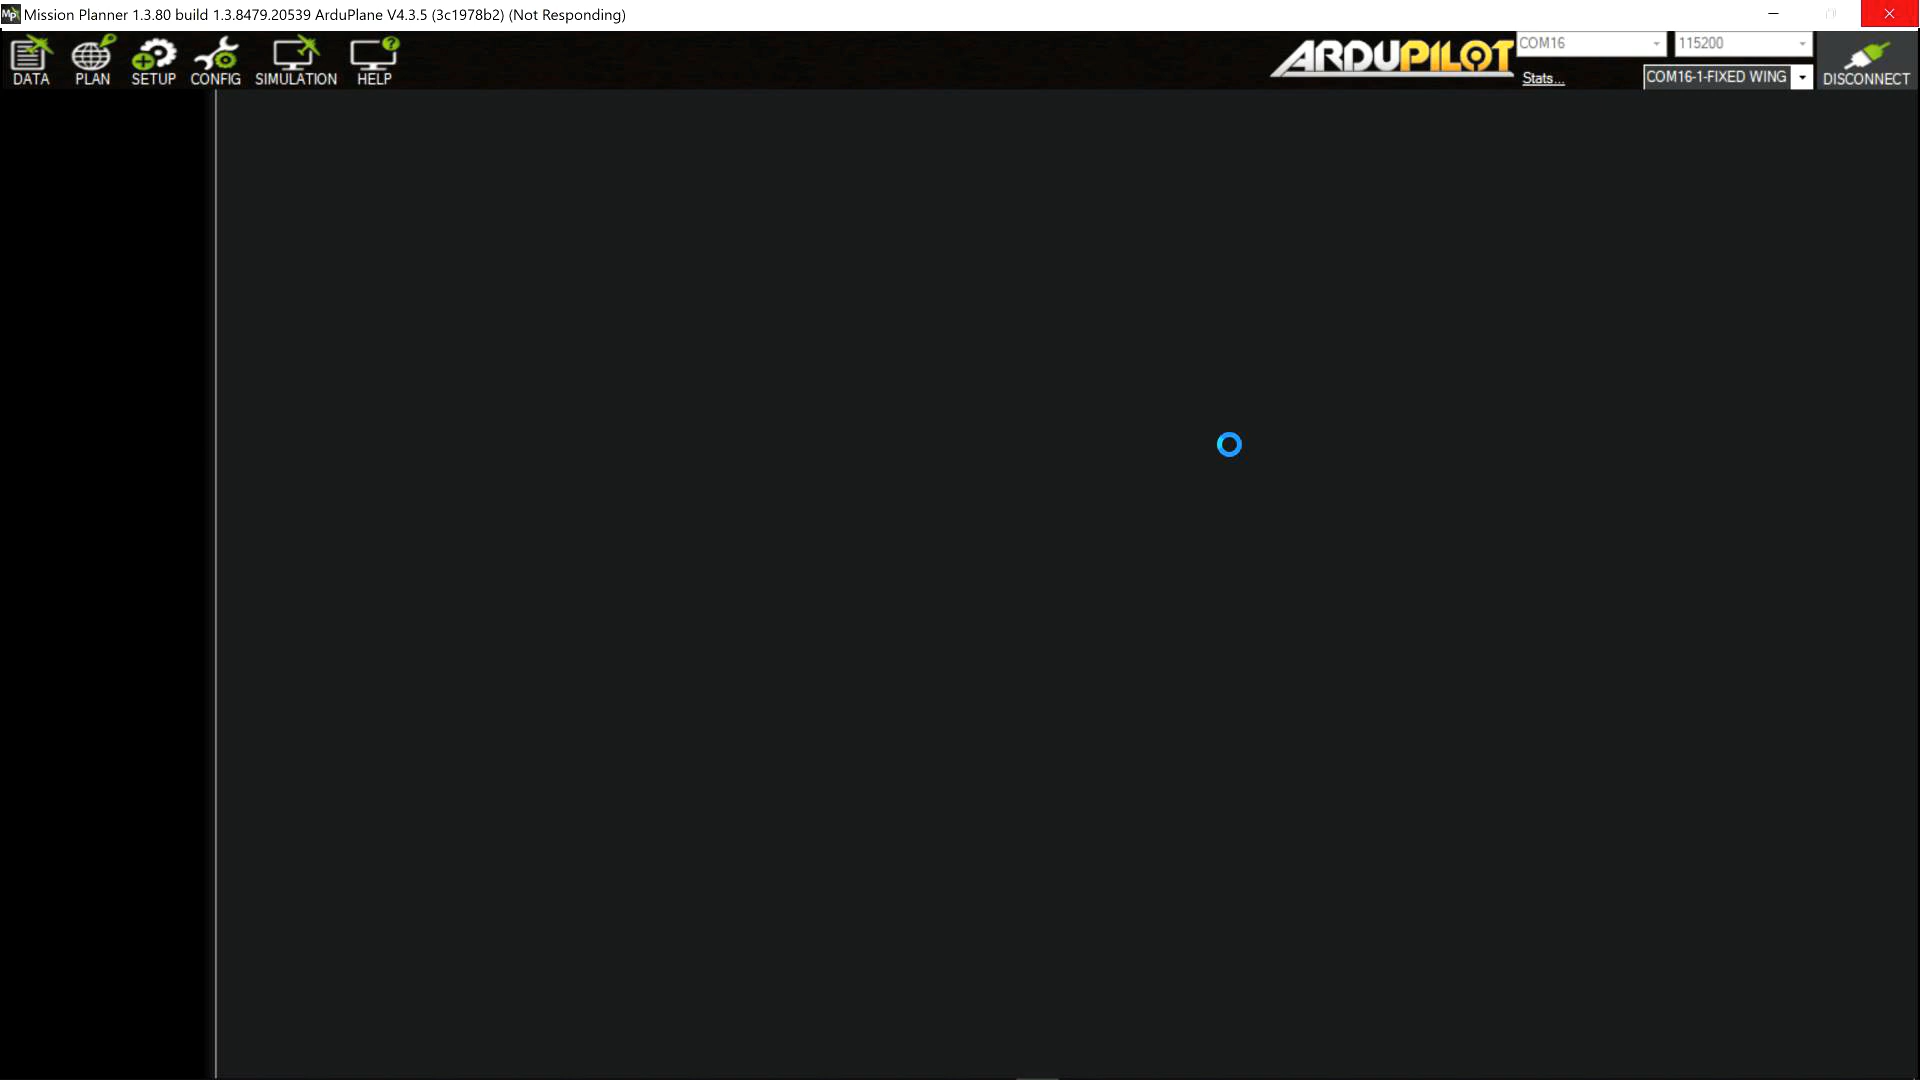 Mission Planner 1.3.80 build 1.3.8479.20539 ArduPlane V4.3.5 (3c1978b2) (Not Responding)
DATA PLAN SETUP CONFIG SIMULATION HELP
ARDUPILOT
COM16 115200
Stats... COM16-1-FIXED WING DISCONNECT